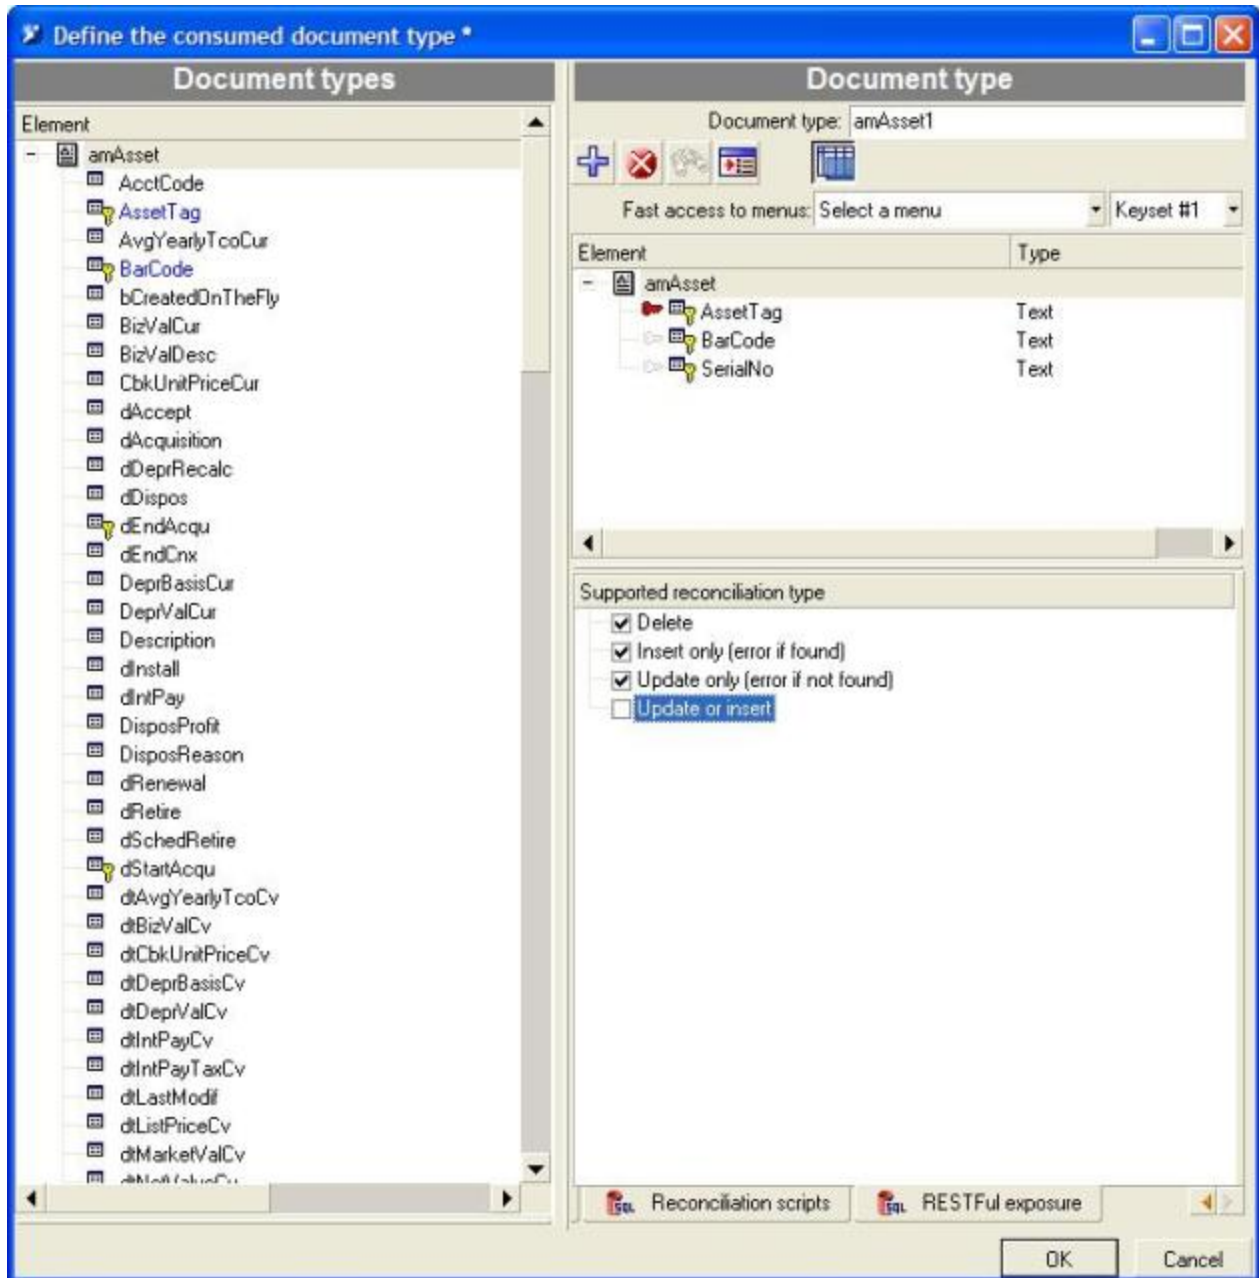 Define the consumed document type *
Document types
Element
amAsset
AcctCode
AssetTag
AvgYearlyTcoCur
BarCode
bCreatedOnTheFly
BizValCur
BizValDesc
CbkUnitPriceCur
dAccept
dAcquisition
dDeprRecalc
dDispos
dEndAcqu
dEndCnx
DeprBasisCur
DeprValCur
Description
dInstall
dIntPay
DisposProfit
DisposReason
dRenewal
dRetire
dSchedRetire
dStartAcqu
dtAvgYearlyTcoCv
dtBizValCv
dtCbkUnitPriceCv
dtDeprBasisCv
dtDeprValCv
dtIntPayCv
dtIntPayTaxCv
dtLastModif
dtListPriceCv
dtMarketValCv
Document type
Document type: amAsset1
Fast access to menus: Select a menu Keyset #1
Element Type
amAsset
AssetTag Text
BarCode Text
SerialNo Text
Supported reconciliation type
Delete
Insert only (error if found)
Update only (error if not found)
Update or insert
SQL Reconciliation scripts SQL RESTFul exposure
OK Cancel